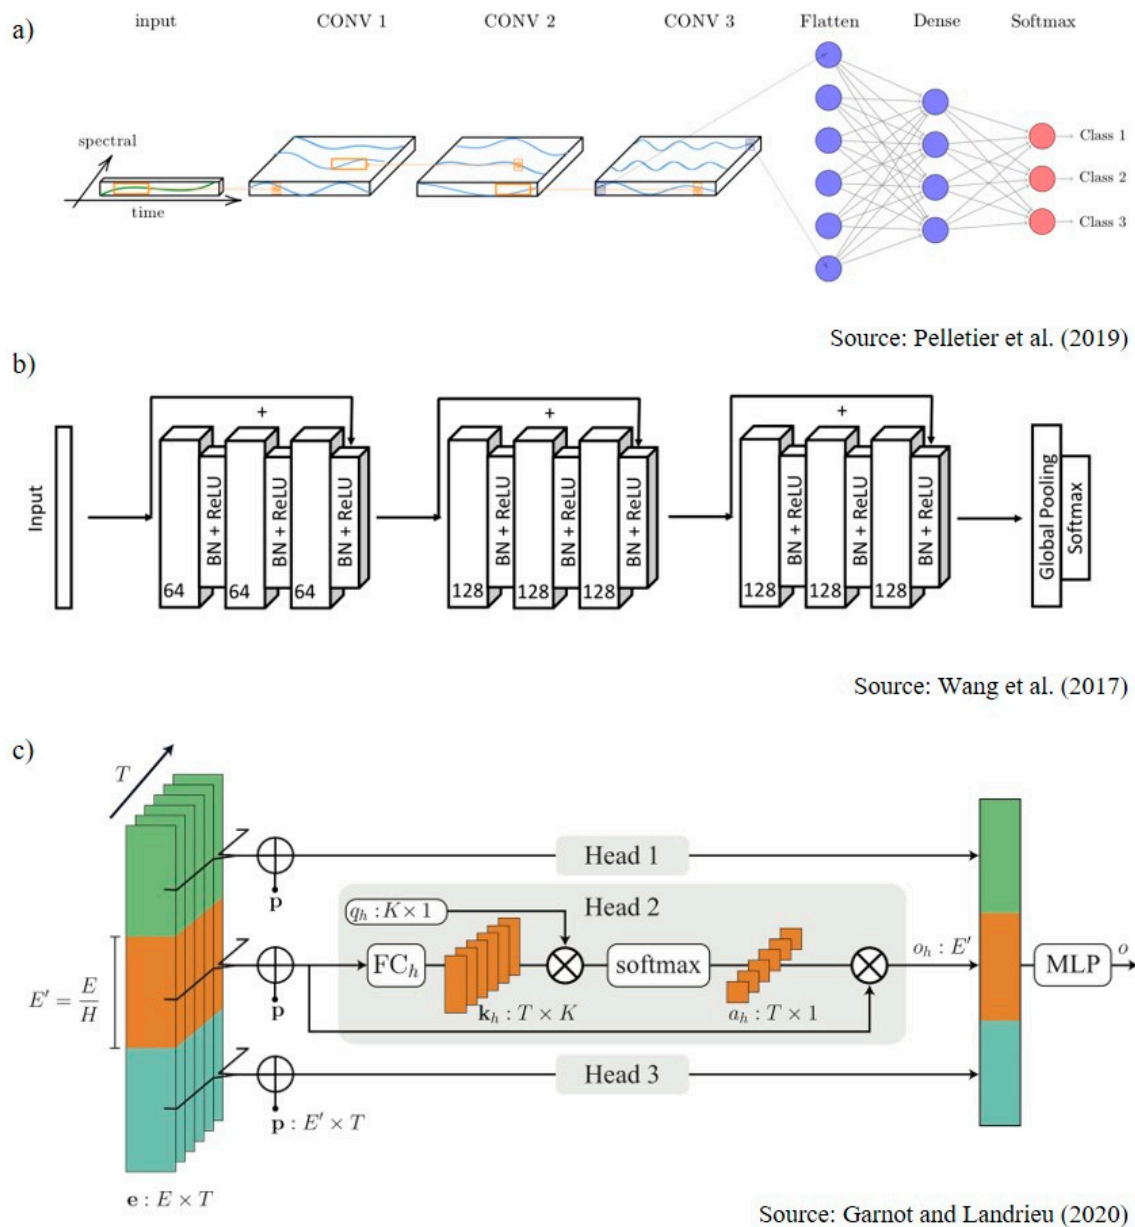 a)
input CONV 1 CONV 2 CONV 3 Flatten Dense Softmax
spectral
time
Class 1
Class 2
Class 3
Source: Pelletier et al. (2019)
b)
Input
+
64 BN + ReLU 64 BN + ReLU 64 BN + ReLU
+
128 BN + ReLU 128 BN + ReLU 128 BN + ReLU
+
128 BN + ReLU 128 BN + ReLU 128 BN + ReLU
Global Pooling
Softmax
Source: Wang et al. (2017)
c)
T
Head 1
p
Head 2
q_h : K × 1
E' = E/H
FC_h
softmax
o_h : E'
MLP
o
p
k_h : T × K
a_h : T × 1
Head 3
p : E' × T
e : E × T
Source: Garnot and Landrieu (2020)